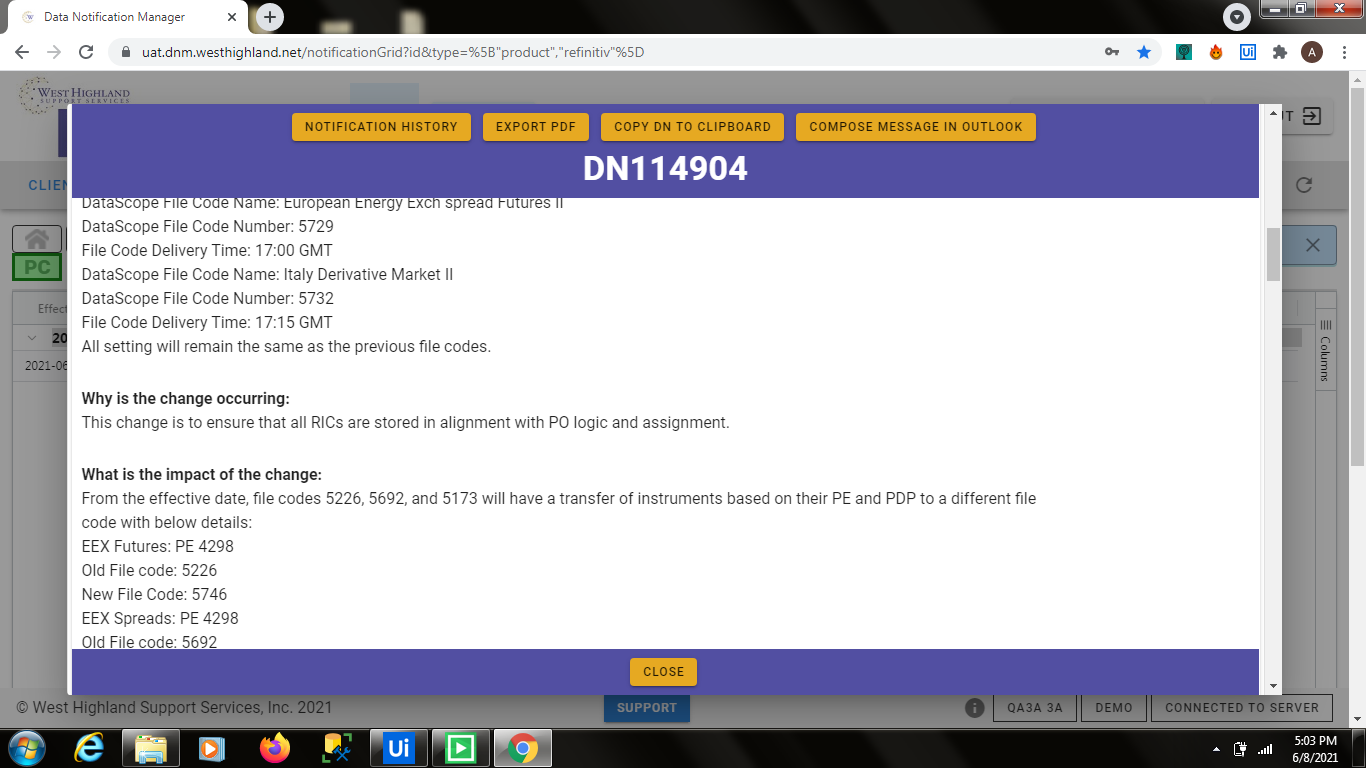 Data Notification Manager
uat.dnm.westhighland.net/notificationGrid?id&type=%5B"product","refinitiv"%5D
Ui
A
WEST HIGHLAND
SUPPORT SERVICES
NOTIFICATION HISTORY
EXPORT PDF
COPY DN TO CLIPBOARD
COMPOSE MESSAGE IN OUTLOOK
DN114904
CLIEN
PC
Effect
20
2021-06
Columns
DataScope File Code Name: European Energy Exch spread Futures II
DataScope File Code Number: 5729
File Code Delivery Time: 17:00 GMT
DataScope File Code Name: Italy Derivative Market II
DataScope File Code Number: 5732
File Code Delivery Time: 17:15 GMT
All setting will remain the same as the previous file codes.
Why is the change occurring:
This change is to ensure that all RICs are stored in alignment with PO logic and assignment.
What is the impact of the change:
From the effective date, file codes 5226, 5692, and 5173 will have a transfer of instruments based on their PE and PDP to a different file
code with below details:
EEX Futures: PE 4298
Old File code: 5226
New File Code: 5746
EEX Spreads: PE 4298
Old File code: 5692
CLOSE
© West Highland Support Services, Inc. 2021
SUPPORT
QA3A 3A
DEMO
CONNECTED TO SERVER
Ui
5:03 PM
6/8/2021